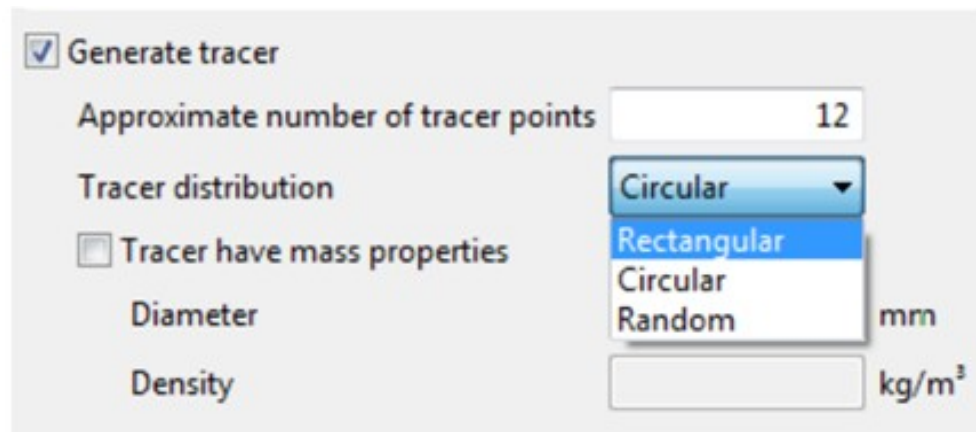 Generate tracer
Approximate number of tracer points 12
Tracer distribution Circular
Rectangular
Tracer have mass properties
Circular
Diameter Random mm
Density kg/m³